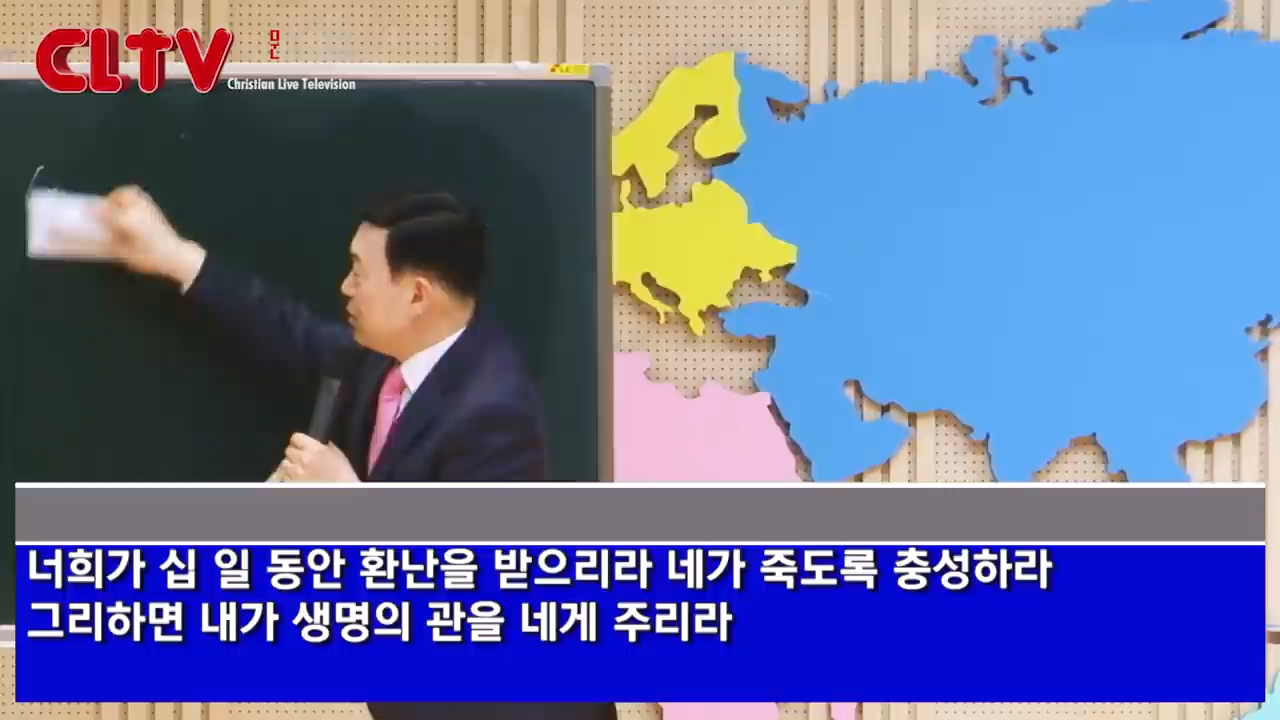 CLTV
Christian Live Television
너희가 십 일 동안 환난을 받으리라 네가 죽도록 충성하라
그리하면 내가 생명의 관을 네게 주리라